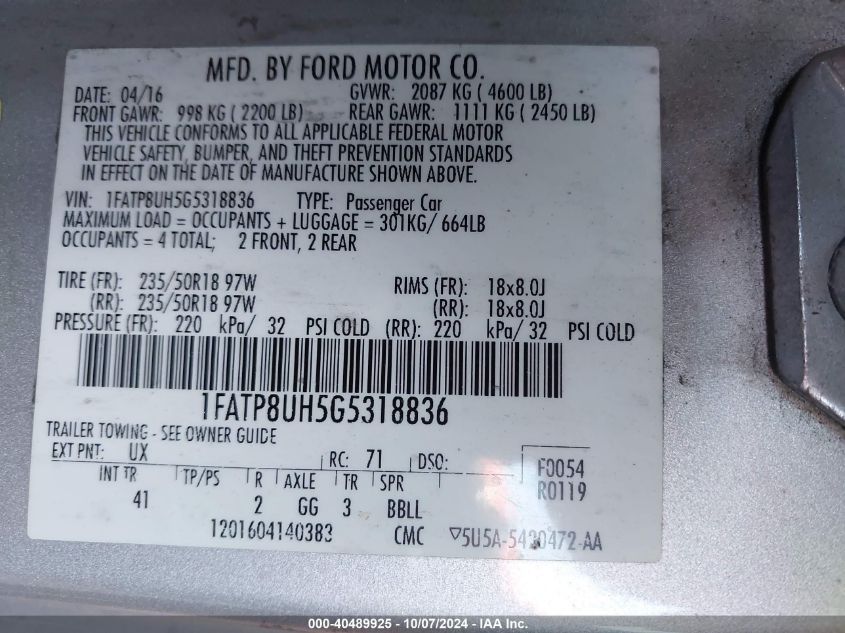 MFD. BY FORD MOTOR CO.
DATE: 04/16 GVWR: 2087 KG ( 4600 LB)
FRONT GAWR: 998 KG ( 2200 LB) REAR GAWR: 1111 KG ( 2450 LB)
THIS VEHICLE CONFORMS TO ALL APPLICABLE FEDERAL MOTOR
VEHICLE SAFETY, BUMPER, AND THEFT PREVENTION STANDARDS
IN EFFECT ON THE DATE OF MANUFACTURE SHOWN ABOVE.
VIN: 1FATP8UH5G5318836 TYPE: Passenger Car
MAXIMUM LOAD = OCCUPANTS + LUGGAGE = 301KG/ 664LB
OCCUPANTS = 4 TOTAL; 2 FRONT, 2 REAR
TIRE (FR): 235/50R18 97W RIMS (FR): 18x8.0J
(RR): 235/50R18 97W (RR): 18x8.0J
PRESSURE (FR): 220 kPa/ 32 PSI COLD (RR): 220 kPa/ 32 PSI COLD
1FATP8UH5G5318836
TRAILER TOWING - SEE OWNER GUIDE
EXT PNT: UX RC: 71 DSO: F0054
INT TR TP/PS R AXLE TR SPR R0119
41 2 GG 3 BBLL
1201604140383 CMC ▽5U5A-5420472-AA
000-40489925 - 10/07/2024 - IAA Inc.